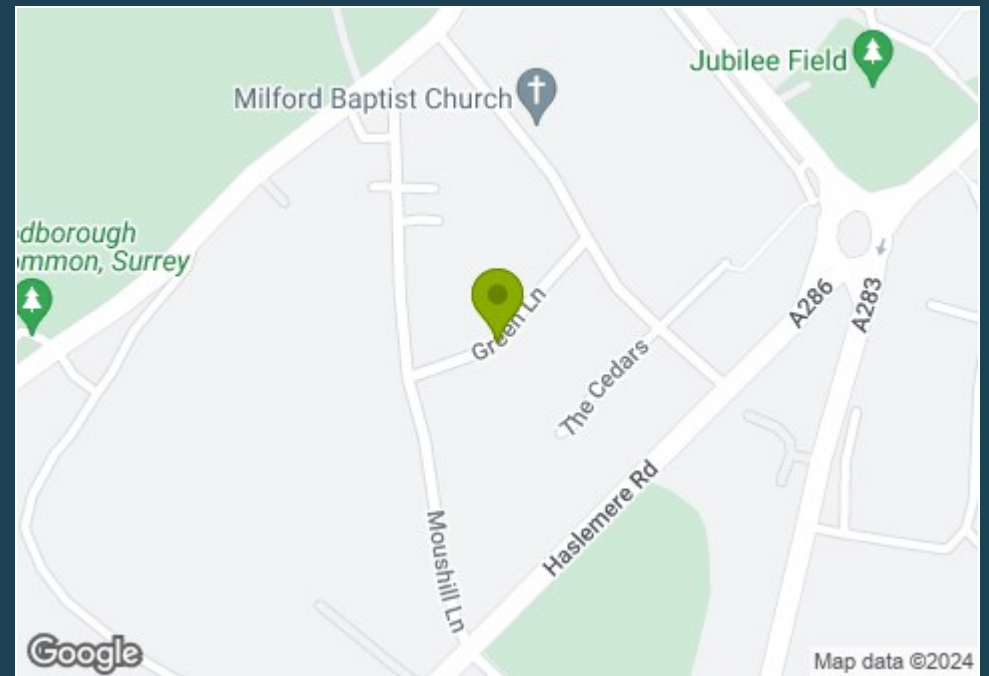 Jubilee Field
Milford Baptist Church
dborough
ommon, Surrey
Green Ln
A286
A283
The Cedars
Haslemere Rd
Moushill Ln
Google
Map data ©2024